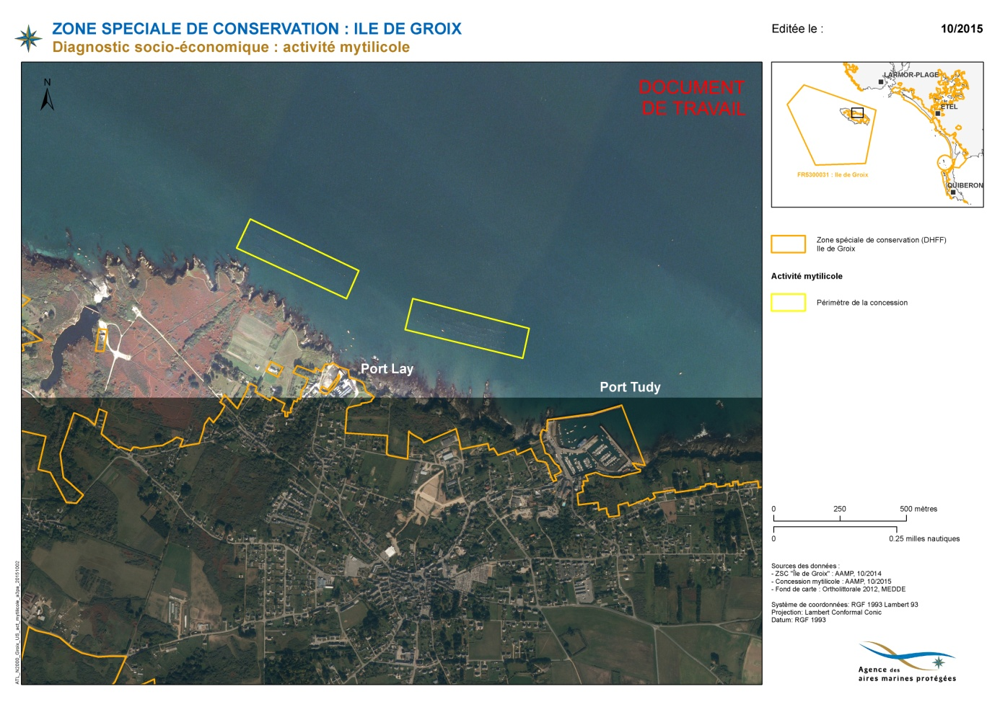 ZONE SPECIALE DE CONSERVATION : ILE DE GROIX
Diagnostic socio-économique : activité mytilicole
Editée le :
10/2015
N
DOCUMENT
DE TRAVAIL
Port Lay
Port Tudy
LARMOR-PLAGE
ETEL
QUIBERON
FR5300031 : Ile de Groix
Zone spéciale de conservation (DHFF)
Ile de Groix
Activité mytilicole
Périmètre de la concession
0 250 500 mètres
0 0.25 milles nautiques
Sources des données :
- ZSC "Île de Groix" : AAMP, 10/2014
- Concession mytilicole : AAMP, 10/2015
- Fond de carte : Ortholittorale 2012, MEDDE
Système de coordonnées: RGF 1993 Lambert 93
Projection: Lambert Conformal Conic
Datum: RGF 1993
Agence des
aires marines protégées
ATL_N2000_Groix_US_act_mytilicole_a3pa_20151002